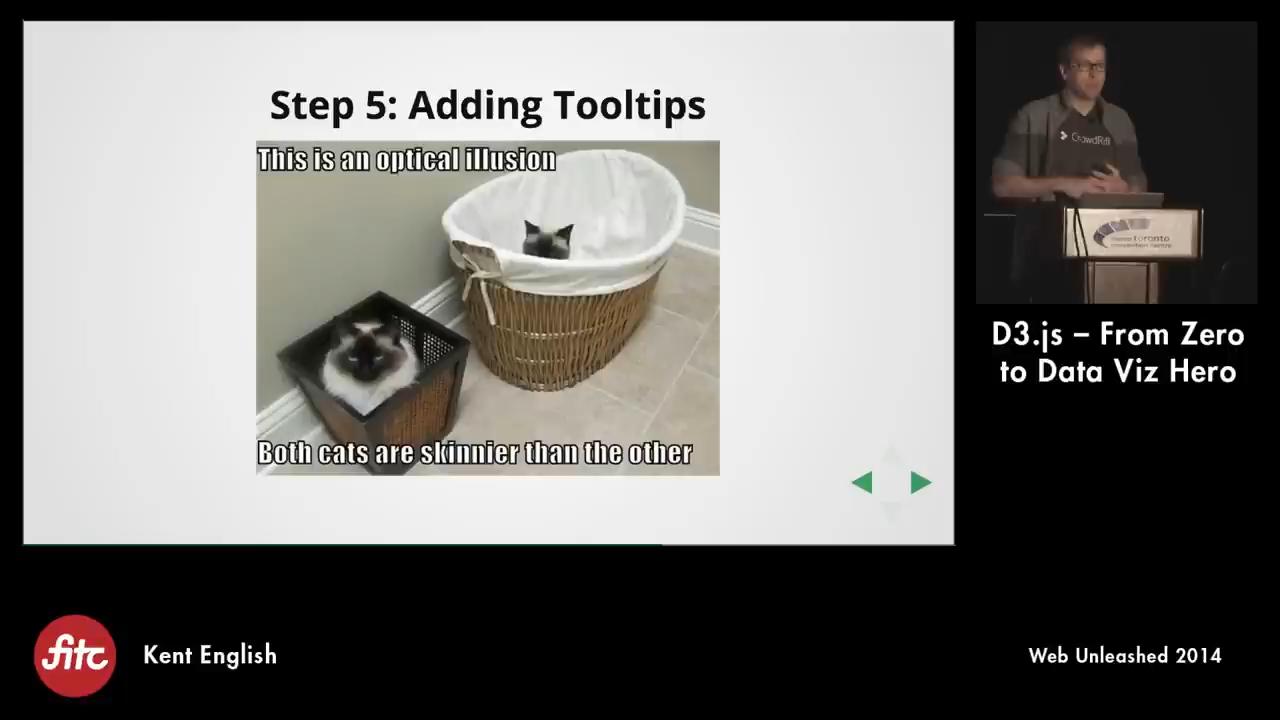 Step 5: Adding Tooltips
This is an optical illusion
Both cats are skinnier than the other
D3.js – From Zero
to Data Viz Hero
fitc
Kent English
Web Unleashed 2014
toronto